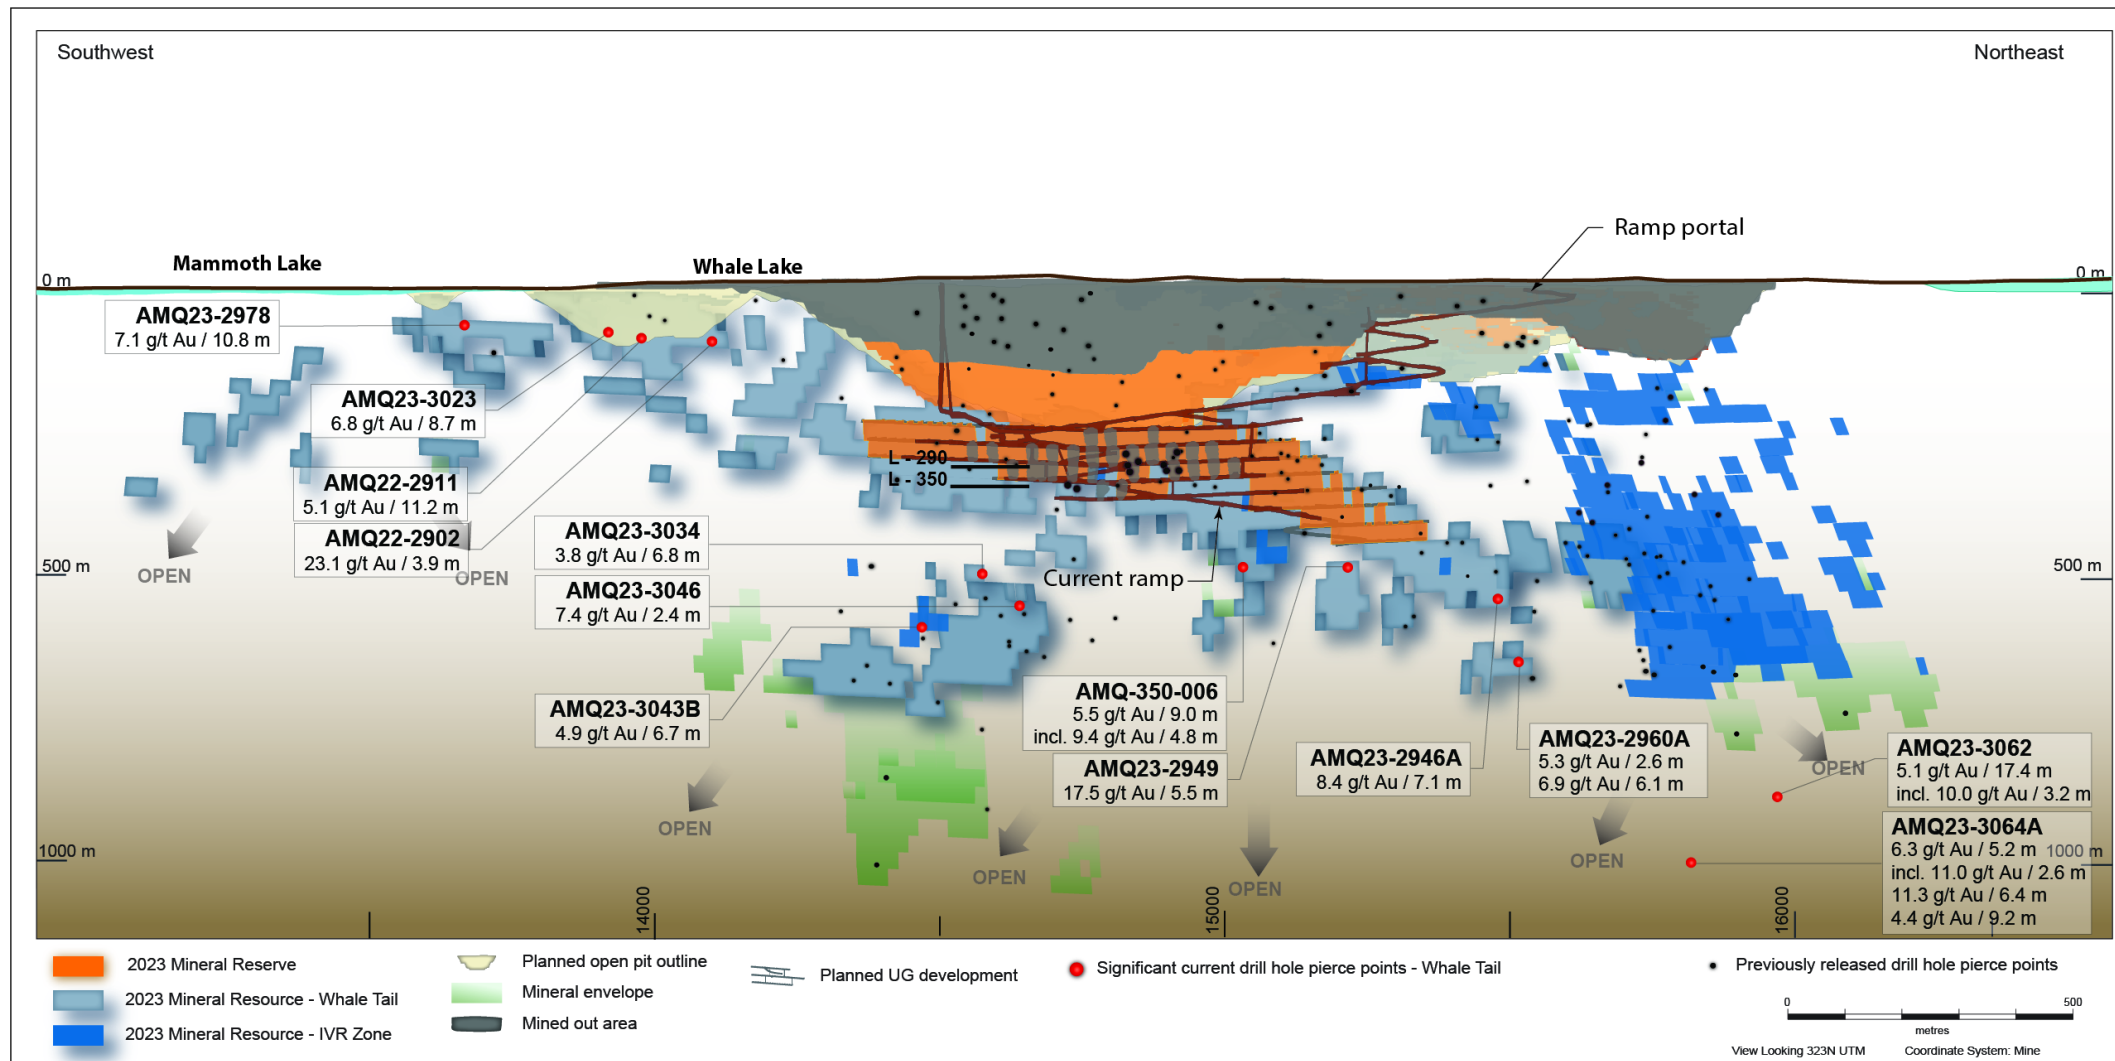 Southwest
Northeast
Ramp portal
Mammoth Lake
Whale Lake
0 m
0 m
AMQ23-2978
7.1 g/t Au / 10.8 m
AMQ23-3023
6.8 g/t Au / 8.7 m
L - 290
L - 350
AMQ22-2911
5.1 g/t Au / 11.2 m
AMQ22-2902
23.1 g/t Au / 3.9 m
AMQ23-3034
3.8 g/t Au / 6.8 m
500 m
500 m
OPEN
OPEN
Current ramp
AMQ23-3046
7.4 g/t Au / 2.4 m
AMQ23-3043B
4.9 g/t Au / 6.7 m
AMQ-350-006
5.5 g/t Au / 9.0 m
incl. 9.4 g/t Au / 4.8 m
AMQ23-2949
17.5 g/t Au / 5.5 m
AMQ23-2946A
8.4 g/t Au / 7.1 m
AMQ23-2960A
5.3 g/t Au / 2.6 m
6.9 g/t Au / 6.1 m
OPEN
AMQ23-3062
5.1 g/t Au / 17.4 m
incl. 10.0 g/t Au / 3.2 m
AMQ23-3064A
6.3 g/t Au / 5.2 m
incl. 11.0 g/t Au / 2.6 m
11.3 g/t Au / 6.4 m
4.4 g/t Au / 9.2 m
OPEN
OPEN
OPEN
OPEN
1000 m
1000 m
14000
15000
16000
2023 Mineral Reserve
2023 Mineral Resource - Whale Tail
2023 Mineral Resource - IVR Zone
Planned open pit outline
Mineral envelope
Mined out area
Planned UG development
Significant current drill hole pierce points - Whale Tail
Previously released drill hole pierce points
0
500
metres
View Looking 323N UTM
Coordinate System: Mine